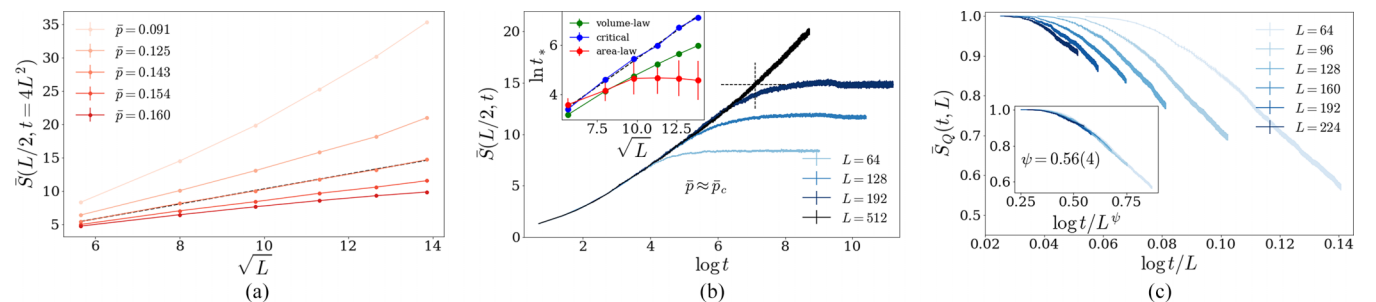 35
30
25
20
15
10
5
6
8
10
12
14
√L
S̄(L/2, t = 4L²)
p̄ = 0.091
p̄ = 0.125
p̄ = 0.143
p̄ = 0.154
p̄ = 0.160
(a)
20
15
10
5
0
0
2
4
6
8
10
log t
S̄(L/2, t)
volume-law
critical
area-law
6
4
ln t*
7.5
10.0
12.5
√L
p̄ ≈ p̄c
L = 64
L = 128
L = 192
L = 512
(b)
1.0
0.9
0.8
0.7
0.6
0.5
0.02
0.04
0.06
0.08
0.10
0.12
0.14
log t/L
S̄Q(t, L)
L = 64
L = 96
L = 128
L = 160
L = 192
L = 224
1.0
0.8
0.6
ψ = 0.56(4)
0.25
0.50
0.75
log t/Lψ
(c)